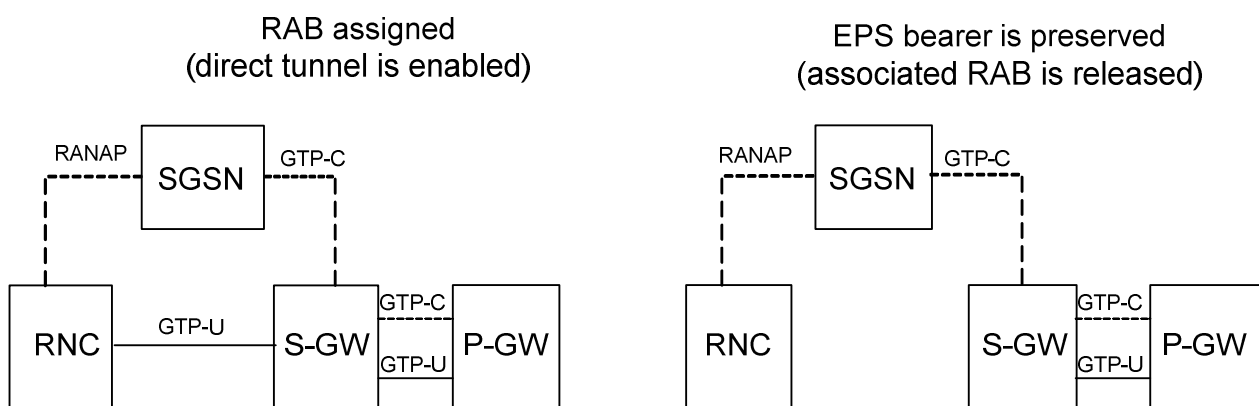 RAB assigned
(direct tunnel is enabled)
RANAP
SGSN
GTP-C
RNC
GTP-U
S-GW
GTP-C
GTP-U
P-GW
EPS bearer is preserved
(associated RAB is released)
RANAP
SGSN
GTP-C
RNC
S-GW
GTP-C
GTP-U
P-GW